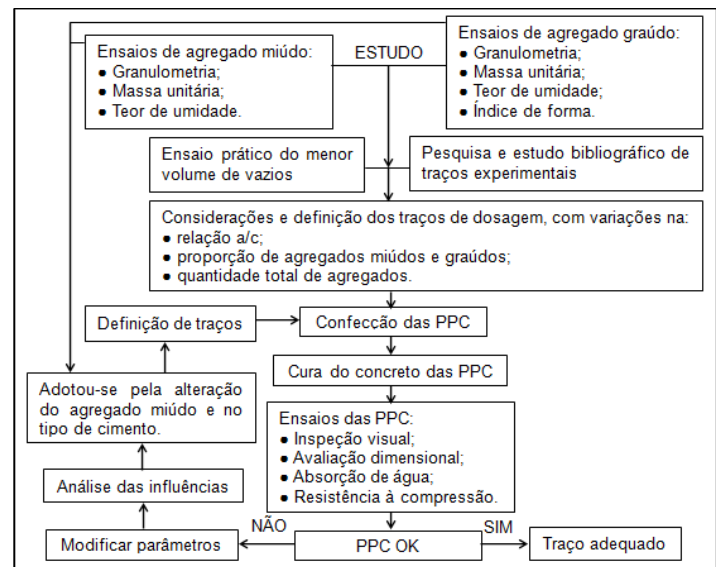 Ensaios de agregado miúdo:
● Granulometria;
● Massa unitária;
● Teor de umidade.
ESTUDO
Ensaios de agregado graúdo:
● Granulometria;
● Massa unitária;
● Teor de umidade;
● Índice de forma.
Ensaio prático do menor
volume de vazios
Pesquisa e estudo bibliográfico de
traços experimentais
Considerações e definição dos traços de dosagem, com variações na:
● relação a/c;
● proporção de agregados miúdos e graúdos;
● quantidade total de agregados.
Definição de traços
Confecção das PPC
Cura do concreto das PPC
Adotou-se pela alteração
do agregado miúdo e no
tipo de cimento.
Ensaios das PPC:
● Inspeção visual;
● Avaliação dimensional;
● Absorção de água;
● Resistência à compressão.
Análise das influências
NÃO
SIM
Modificar parâmetros
PPC OK
Traço adequado